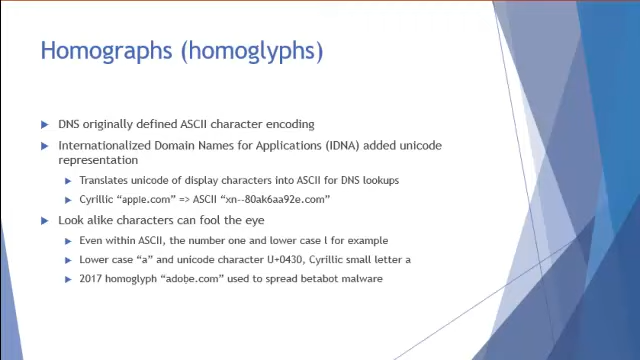 Homographs (homoglyphs)
DNS originally defined ASCII character encoding
Internationalized Domain Names for Applications (IDNA) added unicode
representation
Translates unicode of display characters into ASCII for DNS lookups
Cyrillic “аррӏе.com” => ASCII “xn--80ak6aa92e.com”
Look alike characters can fool the eye
Even within ASCII, the number one and lower case l for example
Lower case “a” and unicode character U+0430, Cyrillic small letter a
2017 homoglyph “adoḅe.com” used to spread betabot malware